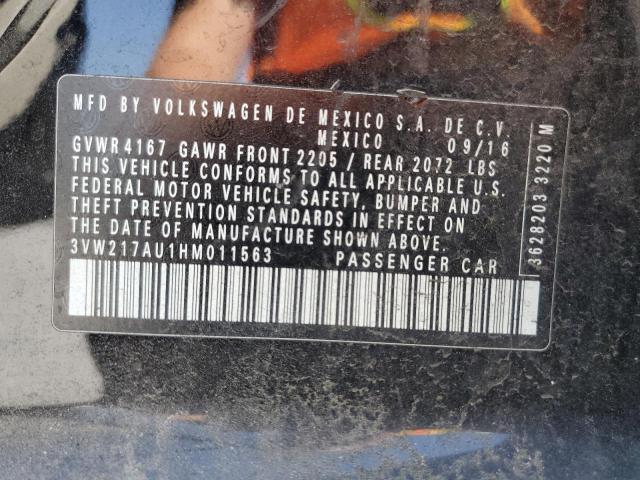 MFD BY VOLKSWAGEN DE MEXICO S.A. DE C.V.
MEXICO 09/16
GVWR 4167 GAWR FRONT 2205 / REAR 2072 LBS
THIS VEHICLE CONFORMS TO ALL APPLICABLE U.S.
FEDERAL MOTOR VEHICLE SAFETY, BUMPER AND
THEFT PREVENTION STANDARDS IN EFFECT ON
THE DATE OF MANUFACTURE SHOWN ABOVE.
3VW217AU1HM011563 PASSENGER CAR
3628203 3220 M